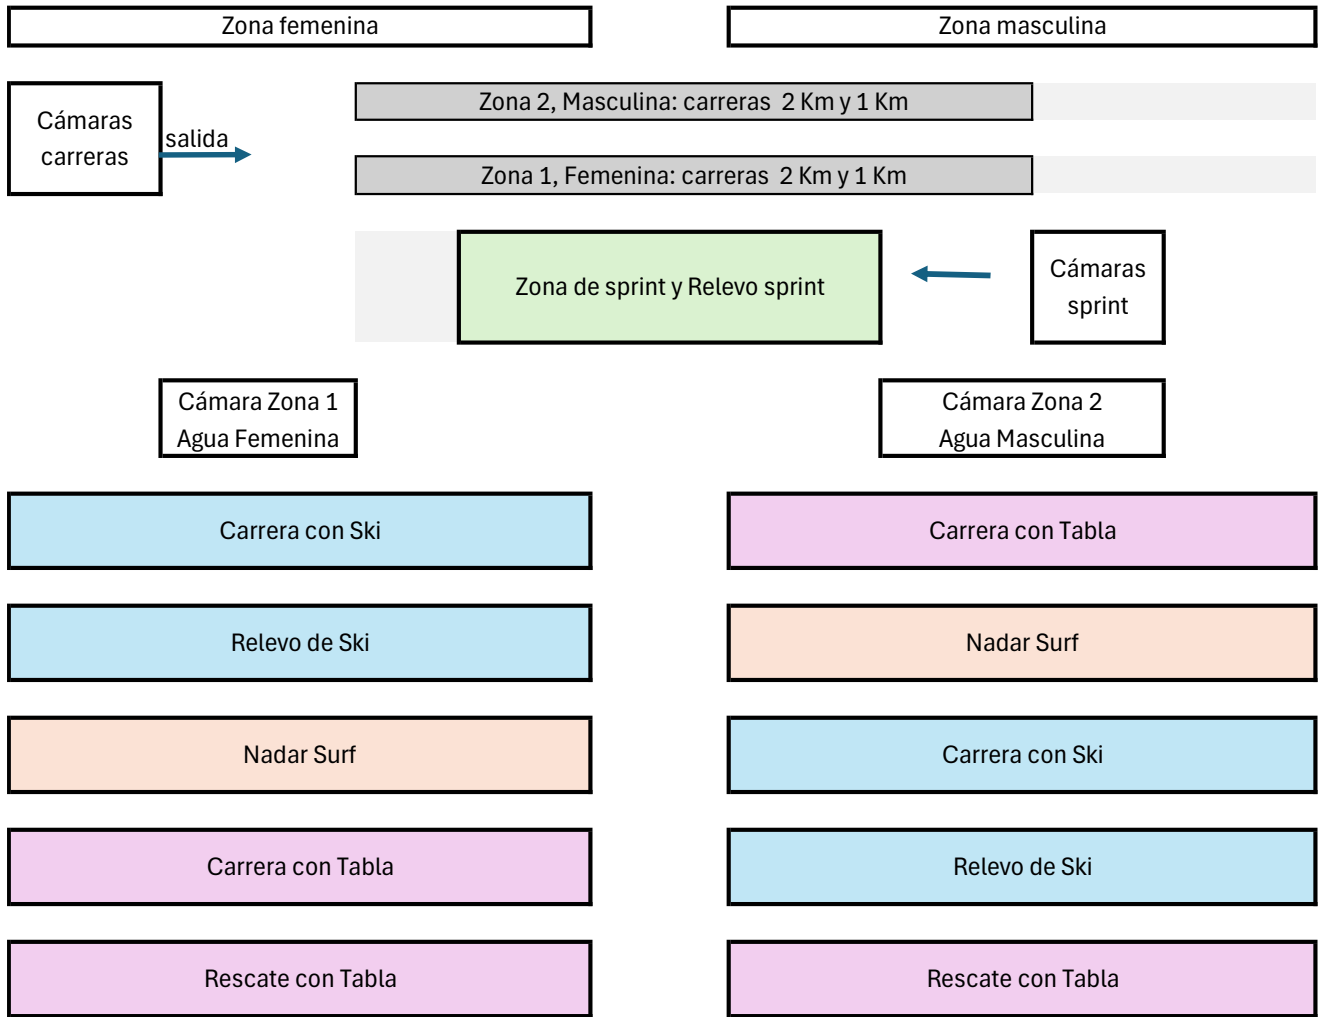 Zona femenina
Zona masculina
Cámaras
carreras
salida
Zona 2, Masculina: carreras 2 Km y 1 Km
Zona 1, Femenina: carreras 2 Km y 1 Km
Zona de sprint y Relevo sprint
Cámaras
sprint
Cámara Zona 1
Agua Femenina
Cámara Zona 2
Agua Masculina
Carrera con Ski
Carrera con Tabla
Relevo de Ski
Nadar Surf
Nadar Surf
Carrera con Ski
Carrera con Tabla
Relevo de Ski
Rescate con Tabla
Rescate con Tabla